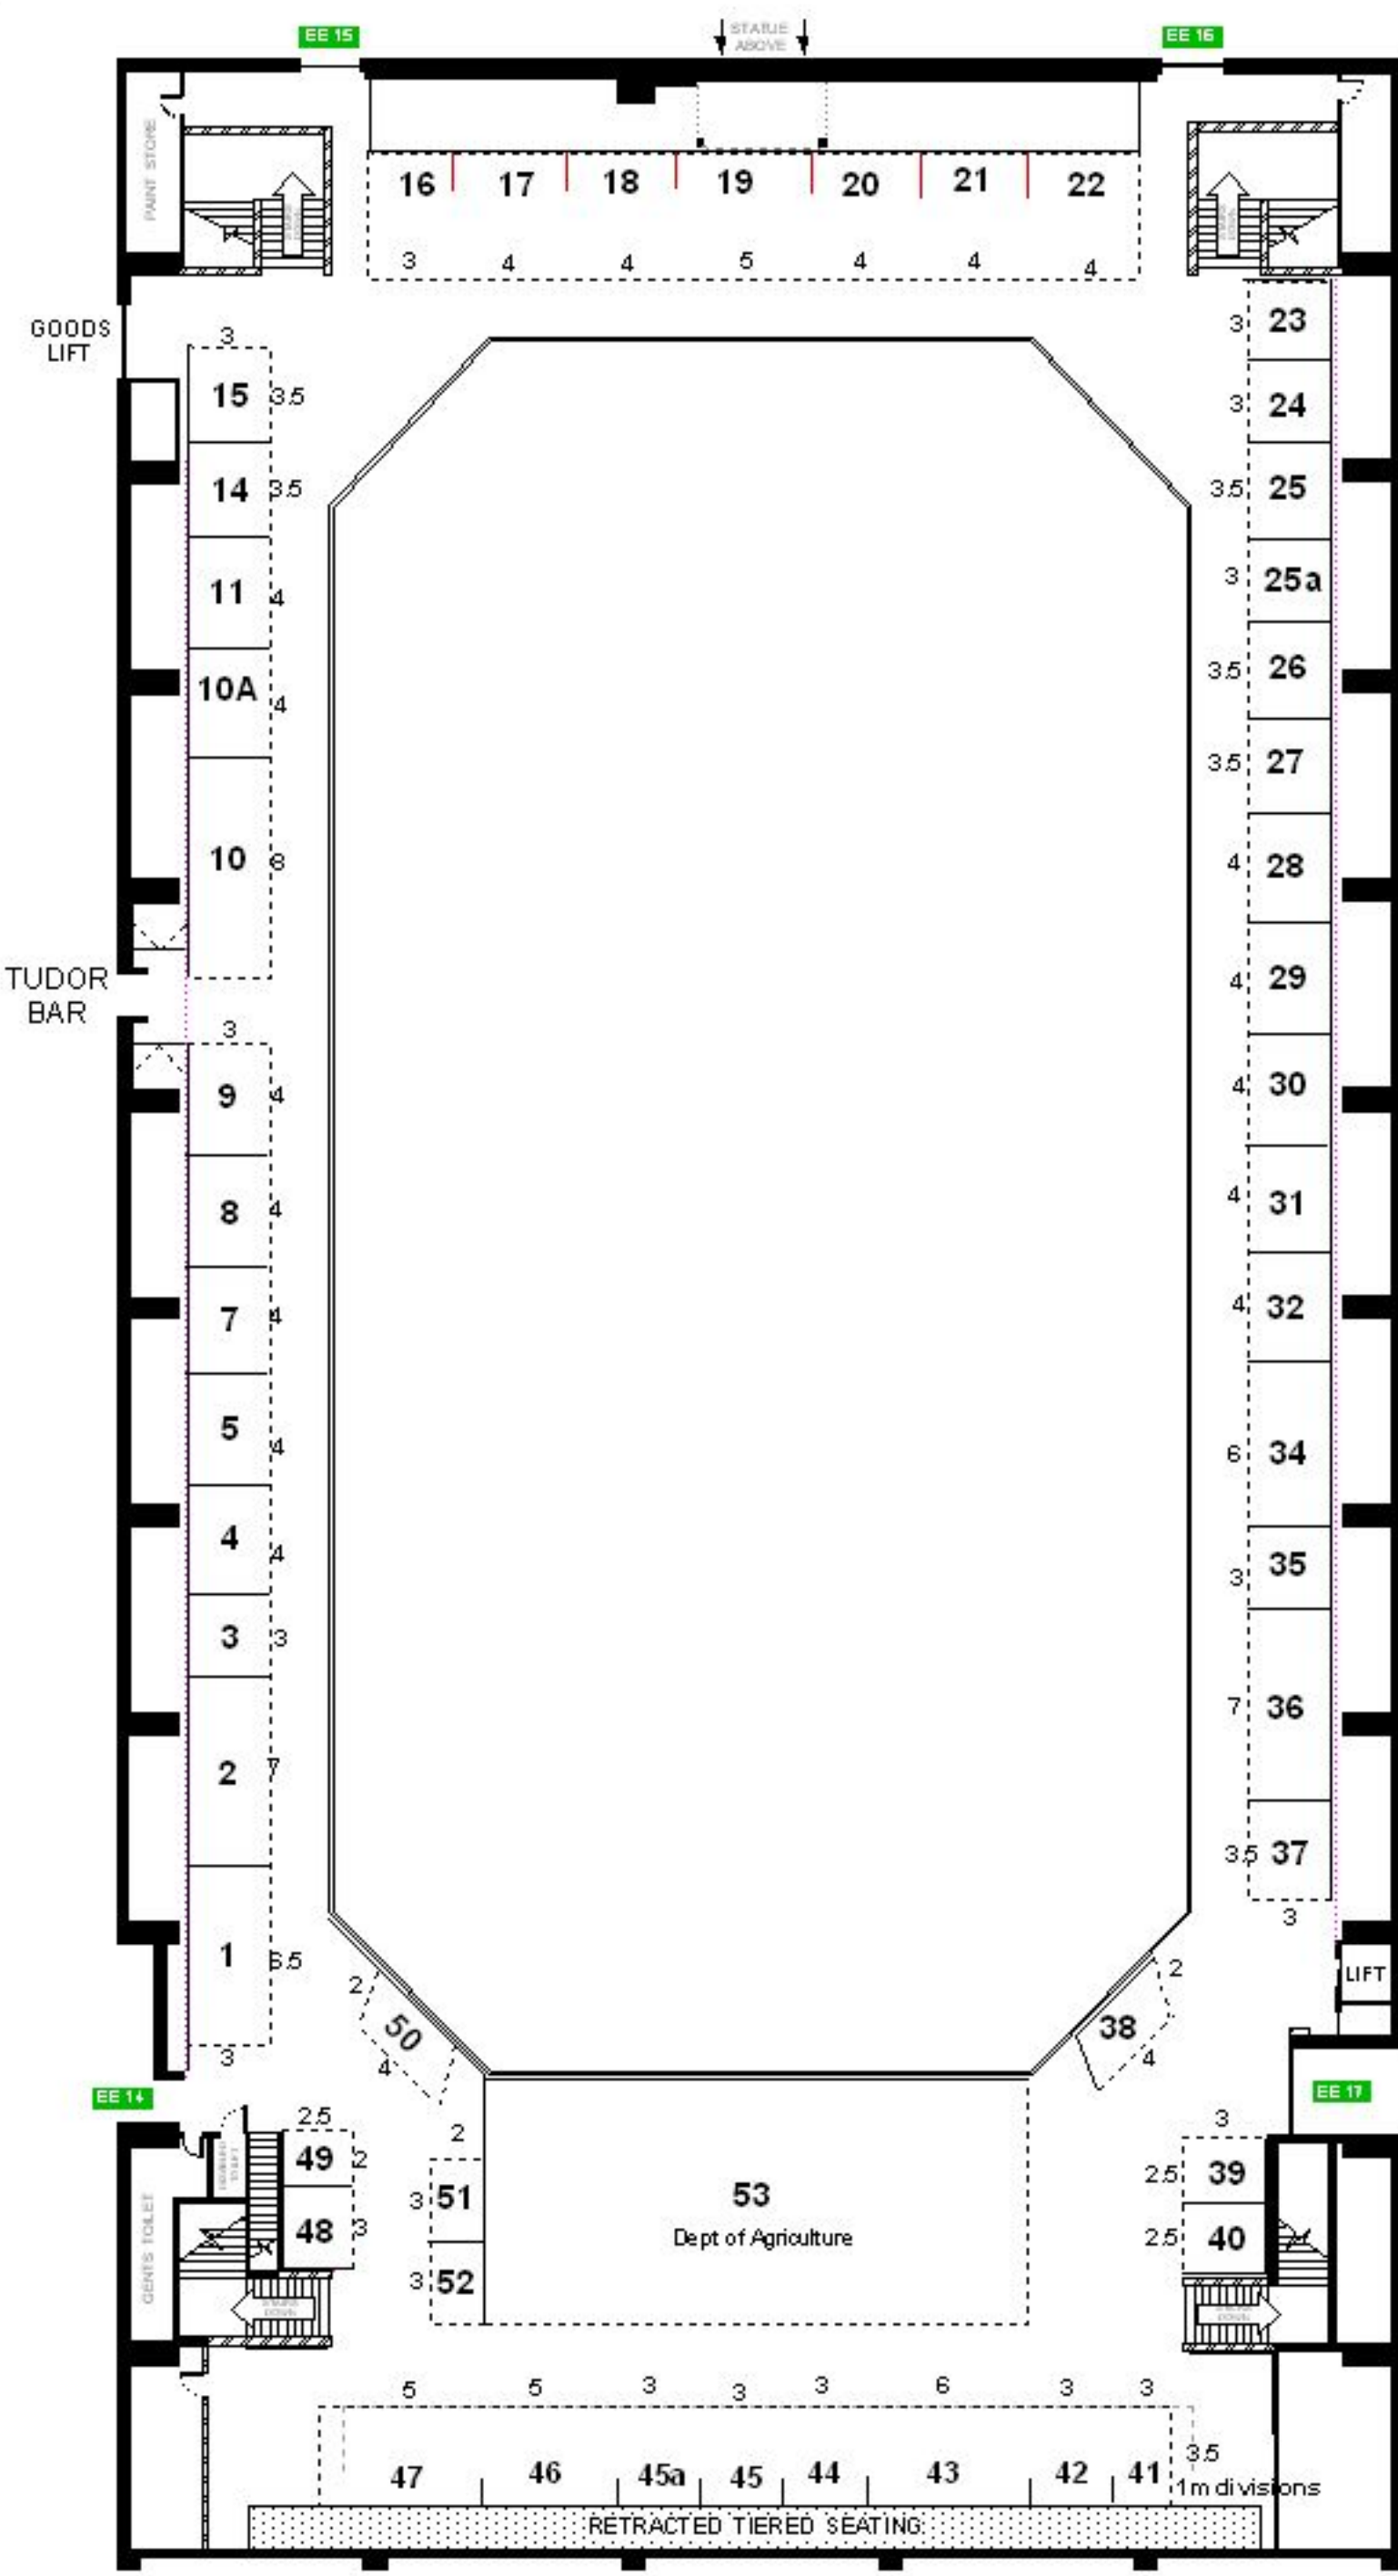 EE 15
STATUE
ABOVE
EE 16
PAINT STORE
STAIRS
DOWN
16 17 18 19 20 21 22
3 4 4 5 4 4 4
GOODS
LIFT
3
15 3.5
14 3.5
11 4
10A 4
10 8
TUDOR
BAR
3
9 4
8 4
7 4
5 4
4 4
3 3
2 7
1 6.5
3
3 23
3 24
3.5 25
3 25a
3.5 26
3.5 27
4 28
4 29
4 30
4 31
4 32
6 34
3 35
7 36
3.5 37
3
LIFT
2
50
4
2
38
4
EE 14
EE 17
2.5
49 2
48 3
GENTS TOILET
STAIRS
DOWN
2
3 51
3 52
53
Dept of Agriculture
3
2.5 39
2.5 40
STAIRS
DOWN
5 5 3 3 3 6 3 3
47 46 45a 45 44 43 42 41
3.5
1m divisions
RETRACTED TIERED SEATING